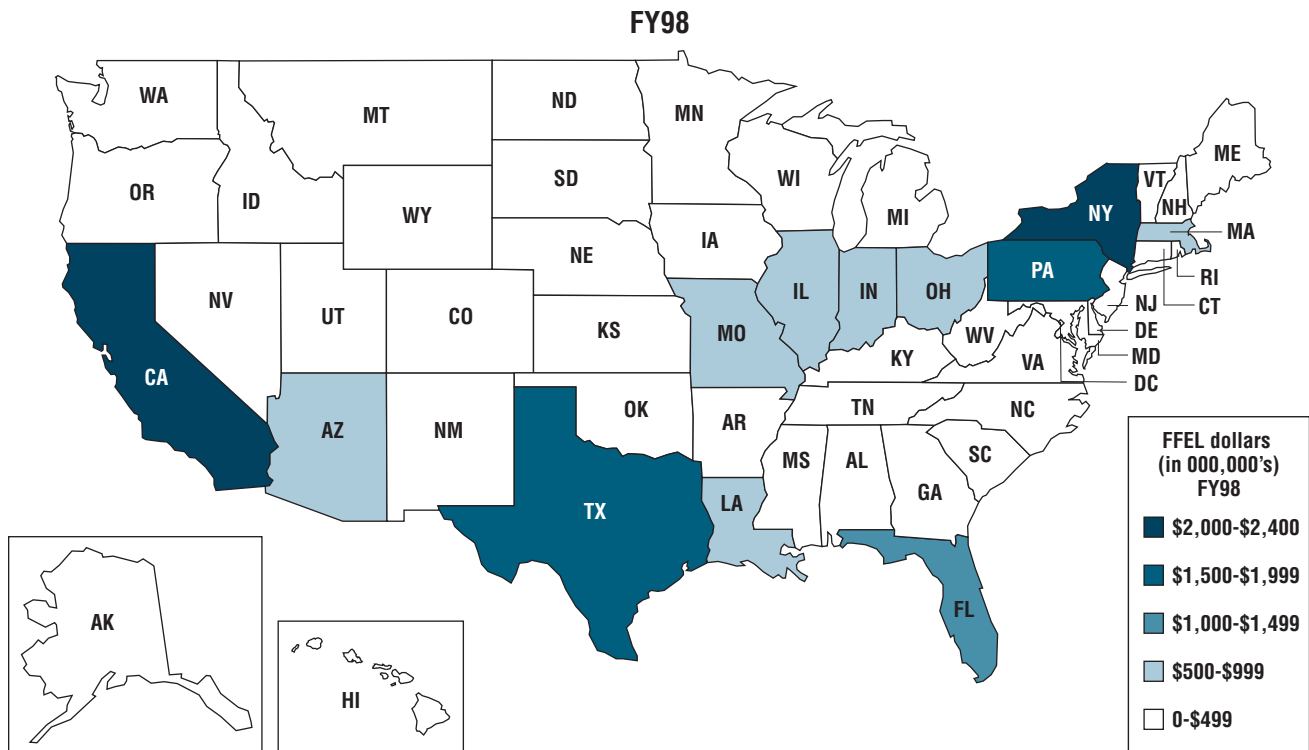 FY98
WA
MT
ND
MN
ME
OR
ID
SD
WI
VT
NH
WY
MI
NY
MA
IA
NE
PA
RI
NV
IL
IN
OH
NJ
CT
UT
CO
DE
KS
MO
WV
VA
MD
CA
KY
DC
AZ
NM
OK
AR
TN
NC
MS
AL
SC
GA
LA
TX
FL
AK
HI
FFEL dollars
(in 000,000's)
FY98
$2,000-$2,400
$1,500-$1,999
$1,000-$1,499
$500-$999
0-$499